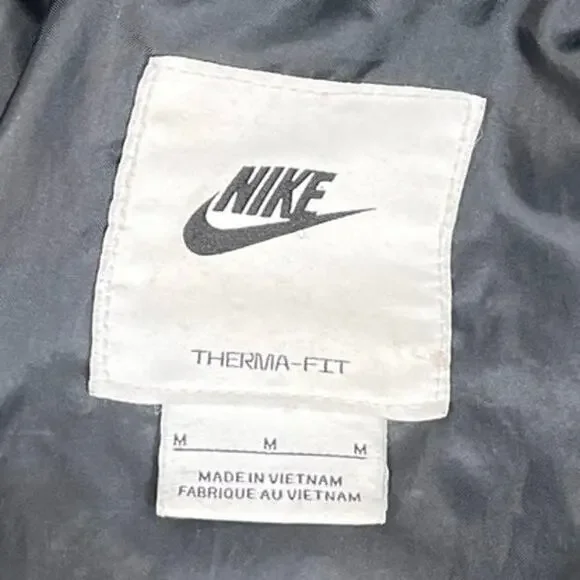 NIKE
THERMA-FIT
M M M
MADE IN VIETNAM
FABRIQUE AU VIETNAM